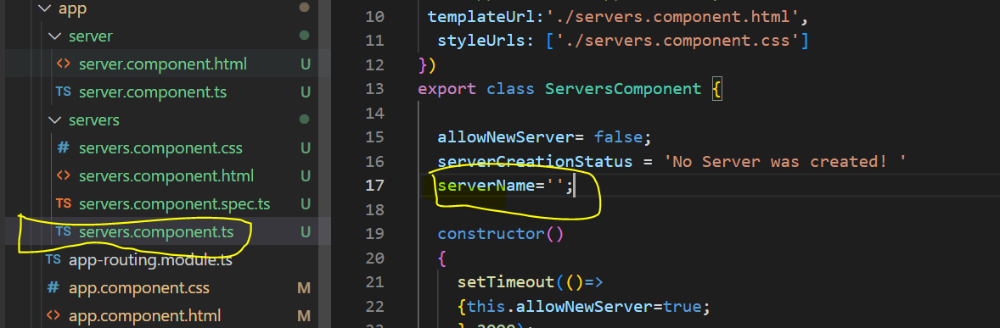 app
server
<> server.component.html U
TS server.component.ts U
servers
# servers.component.css U
<> servers.component.html U
TS servers.component.spec.ts U
TS servers.component.ts U
TS app-routing.module.ts
# app.component.css M
<> app.component.html M
10 templateUrl:'./servers.component.html',
11 styleUrls: ['./servers.component.css']
12 })
13 export class ServersComponent {
14
15 allowNewServer= false;
16 serverCreationStatus = 'No Server was created! '
17 serverName='';
18
19 constructor()
20 {
21 setTimeout(()=>
22 {this.allowNewServer=true;